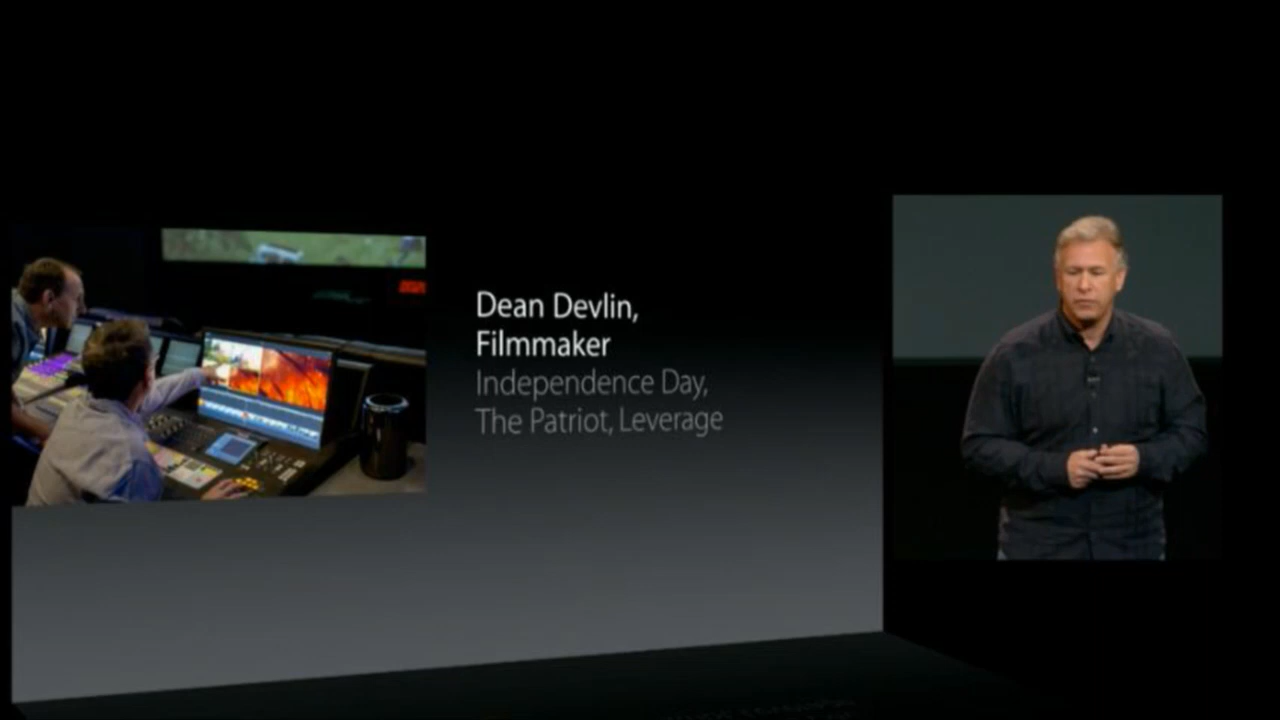 Dean Devlin,
Filmmaker
Independence Day,
The Patriot, Leverage